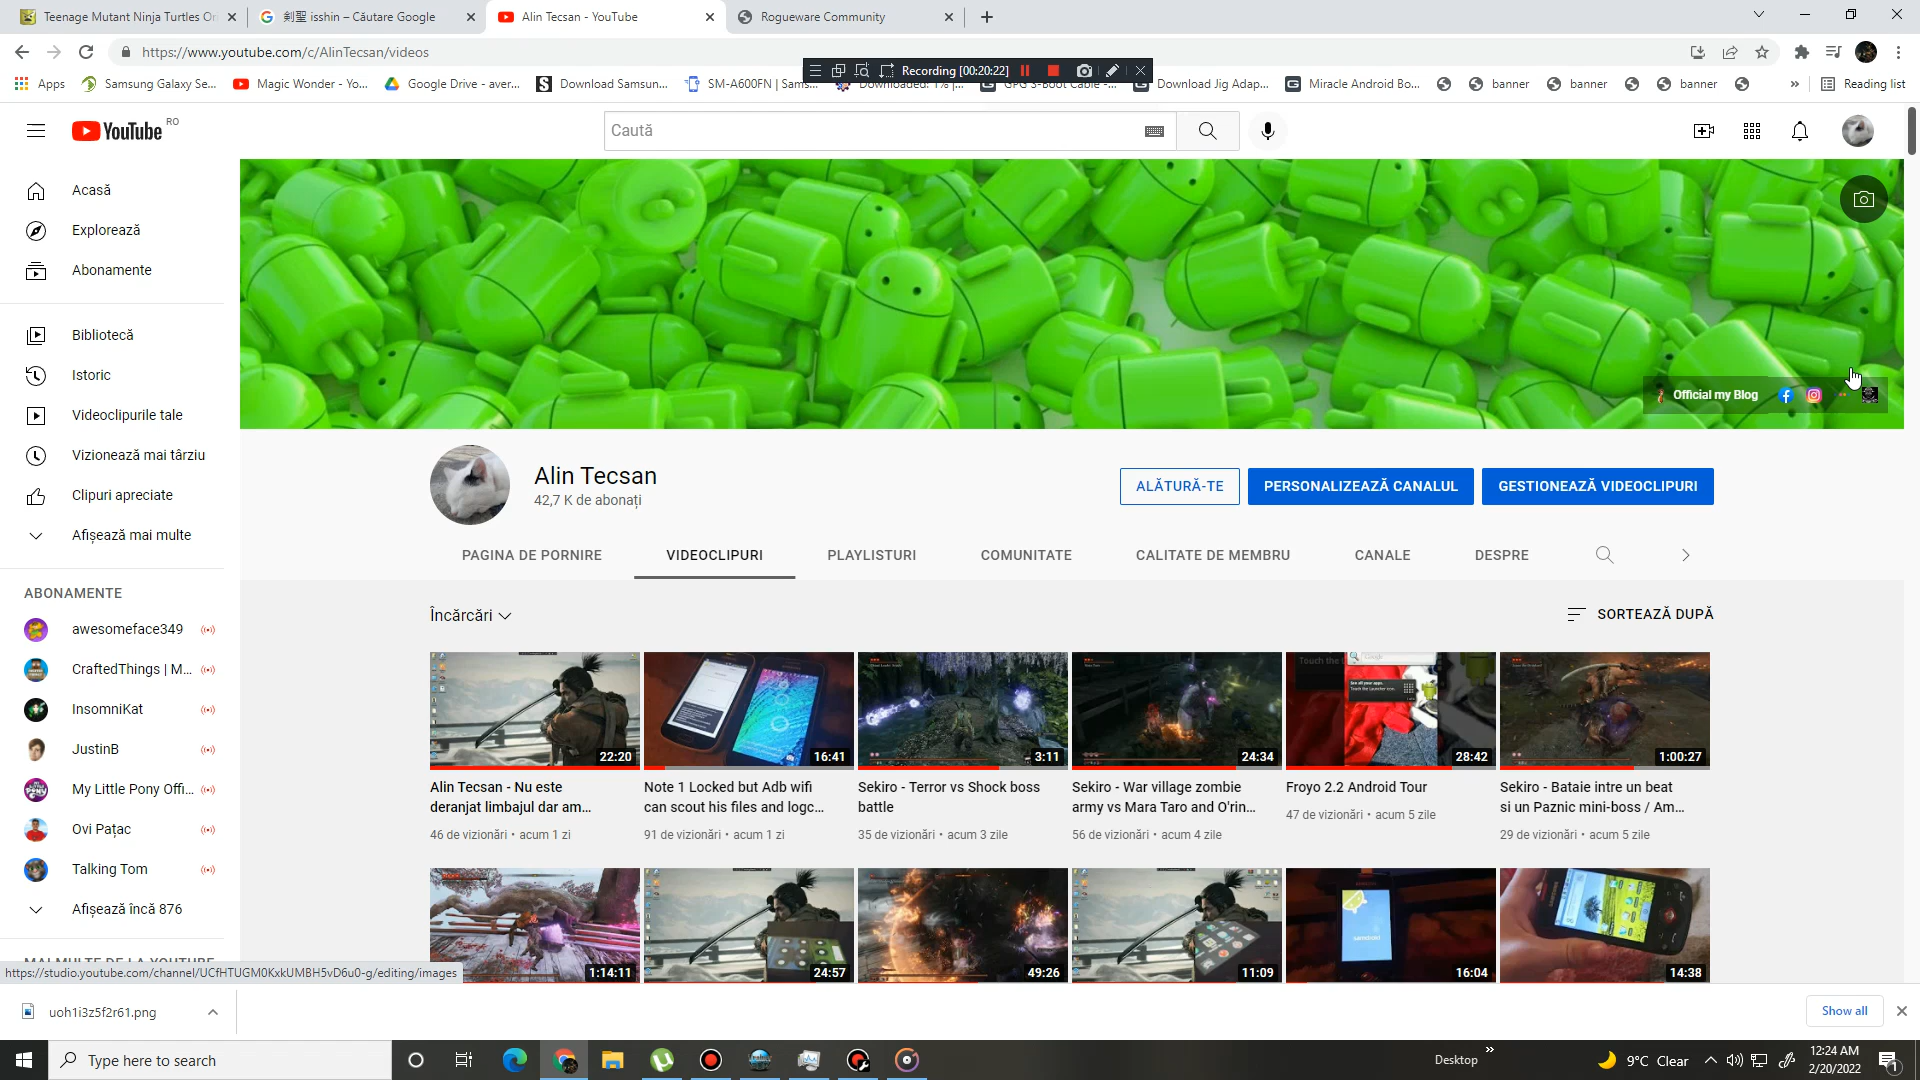 Teenage Mutant Ninja Turtles On
剣聖 isshin – Căutare Google
Alin Tecsan - YouTube
Rogueware Community
https://www.youtube.com/c/AlinTecsan/videos
Recording [00:20:22]
Apps
Samsung Galaxy Se...
Magic Wonder - Yo...
Google Drive - aver...
Download Samsun...
SM-A600FN | Sams...
Downloaded: 1% |...
GPG S-Boot Cable -...
Download Jig Adap...
Miracle Android Bo...
banner
banner
banner
Reading list
YouTube RO
Caută
Acasă
Explorează
Abonamente
Bibliotecă
Istoric
Videoclipurile tale
Vizionează mai târziu
Clipuri apreciate
Afișează mai multe
ABONAMENTE
awesomeface349
CraftedThings | M...
InsomniKat
JustinB
My Little Pony Offi...
Ovi Pațac
Talking Tom
Afișează încă 876
MAI MULTE DE LA YOUTUBE
Official my Blog
Alin Tecsan
42,7 K de abonați
ALĂTURĂ-TE
PERSONALIZEAZĂ CANALUL
GESTIONEAZĂ VIDEOCLIPURI
PAGINA DE PORNIRE
VIDEOCLIPURI
PLAYLISTURI
COMUNITATE
CALITATE DE MEMBRU
CANALE
DESPRE
Încărcări
SORTEAZĂ DUPĂ
22:20
Alin Tecsan - Nu este
deranjat limbajul dar am...
46 de vizionări • acum 1 zi
16:41
Note 1 Locked but Adb wifi
can scout his files and logc...
91 de vizionări • acum 1 zi
3:11
Sekiro - Terror vs Shock boss
battle
35 de vizionări • acum 3 zile
24:34
Sekiro - War village zombie
army vs Mara Taro and O'rin...
56 de vizionări • acum 4 zile
28:42
Froyo 2.2 Android Tour
47 de vizionări • acum 5 zile
1:00:27
Sekiro - Bataie intre un beat
si un Paznic mini-boss / Am...
29 de vizionări • acum 5 zile
1:14:11
24:57
49:26
11:09
16:04
14:38
https://studio.youtube.com/channel/UCfHTUGM0KxkUMBH5vD6u0-g/editing/images
uoh1i3z5f2r61.png
Show all
Type here to search
Desktop
9°C Clear
12:24 AM
2/20/2022
1